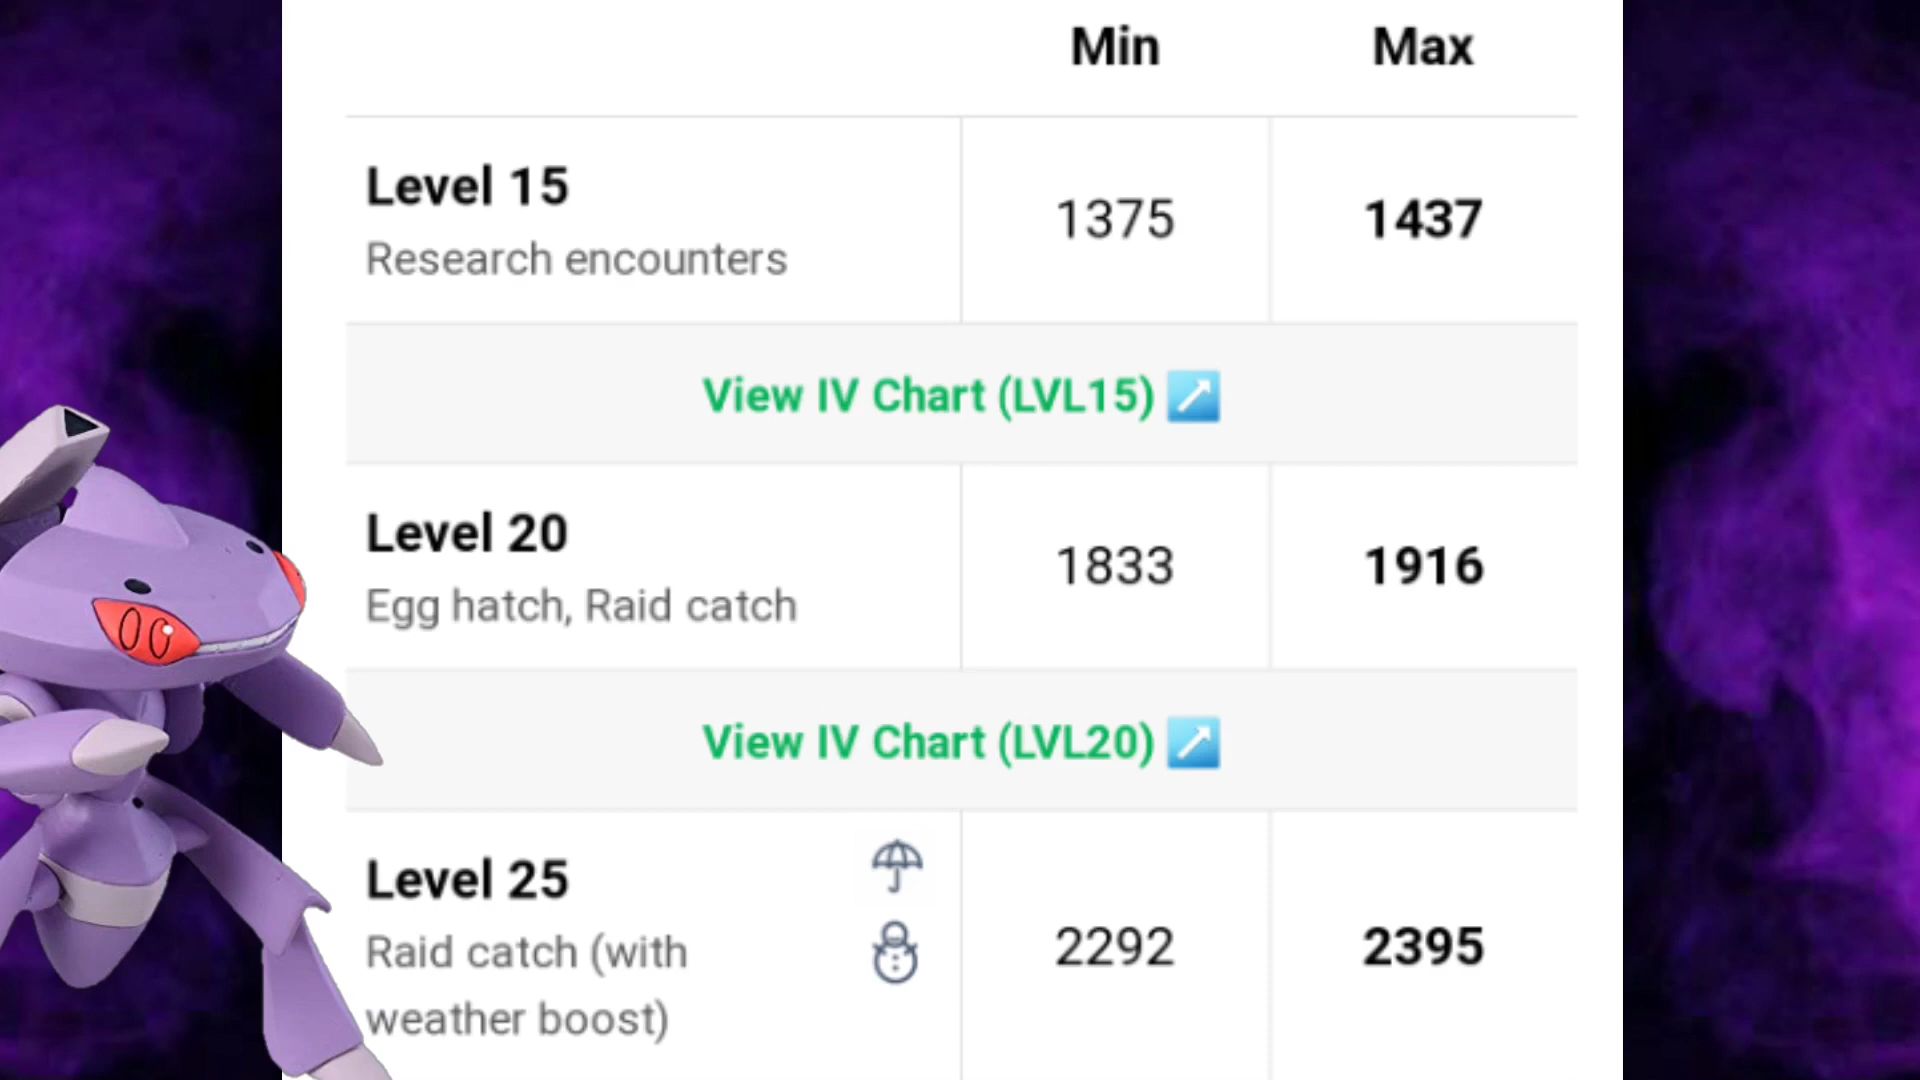 Min Max
Level 15
Research encounters
1375 1437
View IV Chart (LVL15)
Level 20
Egg hatch, Raid catch
1833 1916
View IV Chart (LVL20)
Level 25
Raid catch (with
weather boost)
2292 2395